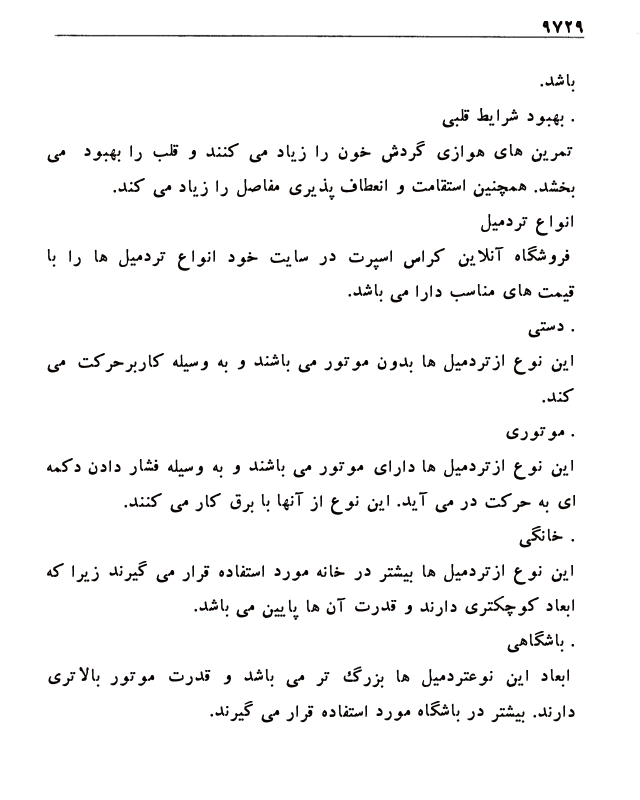 ۹۷۲۹
باشد.
. بهبود شرایط قلبی
تمرین های هوازی گردش خون را زیاد می کنند و قلب را بهبود می
بخشد. همچنین استقامت و انعطاف پذیری مفاصل را زیاد می کند.
انواع تردمیل
فروشگاه آنلاین کراس اسپرت در سایت خود انواع تردمیل ها را با
قیمت های مناسب دارا می باشد.
. دستی
این نوع ازتردمیل ها بدون موتور می باشند و به وسیله کاربرحرکت می
کند.
. موتوری
این نوع ازتردمیل ها دارای موتور می باشند و به وسیله فشار دادن دکمه
ای به حرکت در می آید. این نوع از آنها با برق کار می کنند.
. خانگی
این نوع ازتردمیل ها بیشتر در خانه مورد استفاده قرار می گیرند زیرا که
ابعاد کوچکتری دارند و قدرت آن ها پایین می باشد.
. باشگاهی
ابعاد این نوعتردمیل ها بزرگ تر می باشد و قدرت موتور بالاتری
دارند. بیشتر در باشگاه مورد استفاده قرار می گیرند.